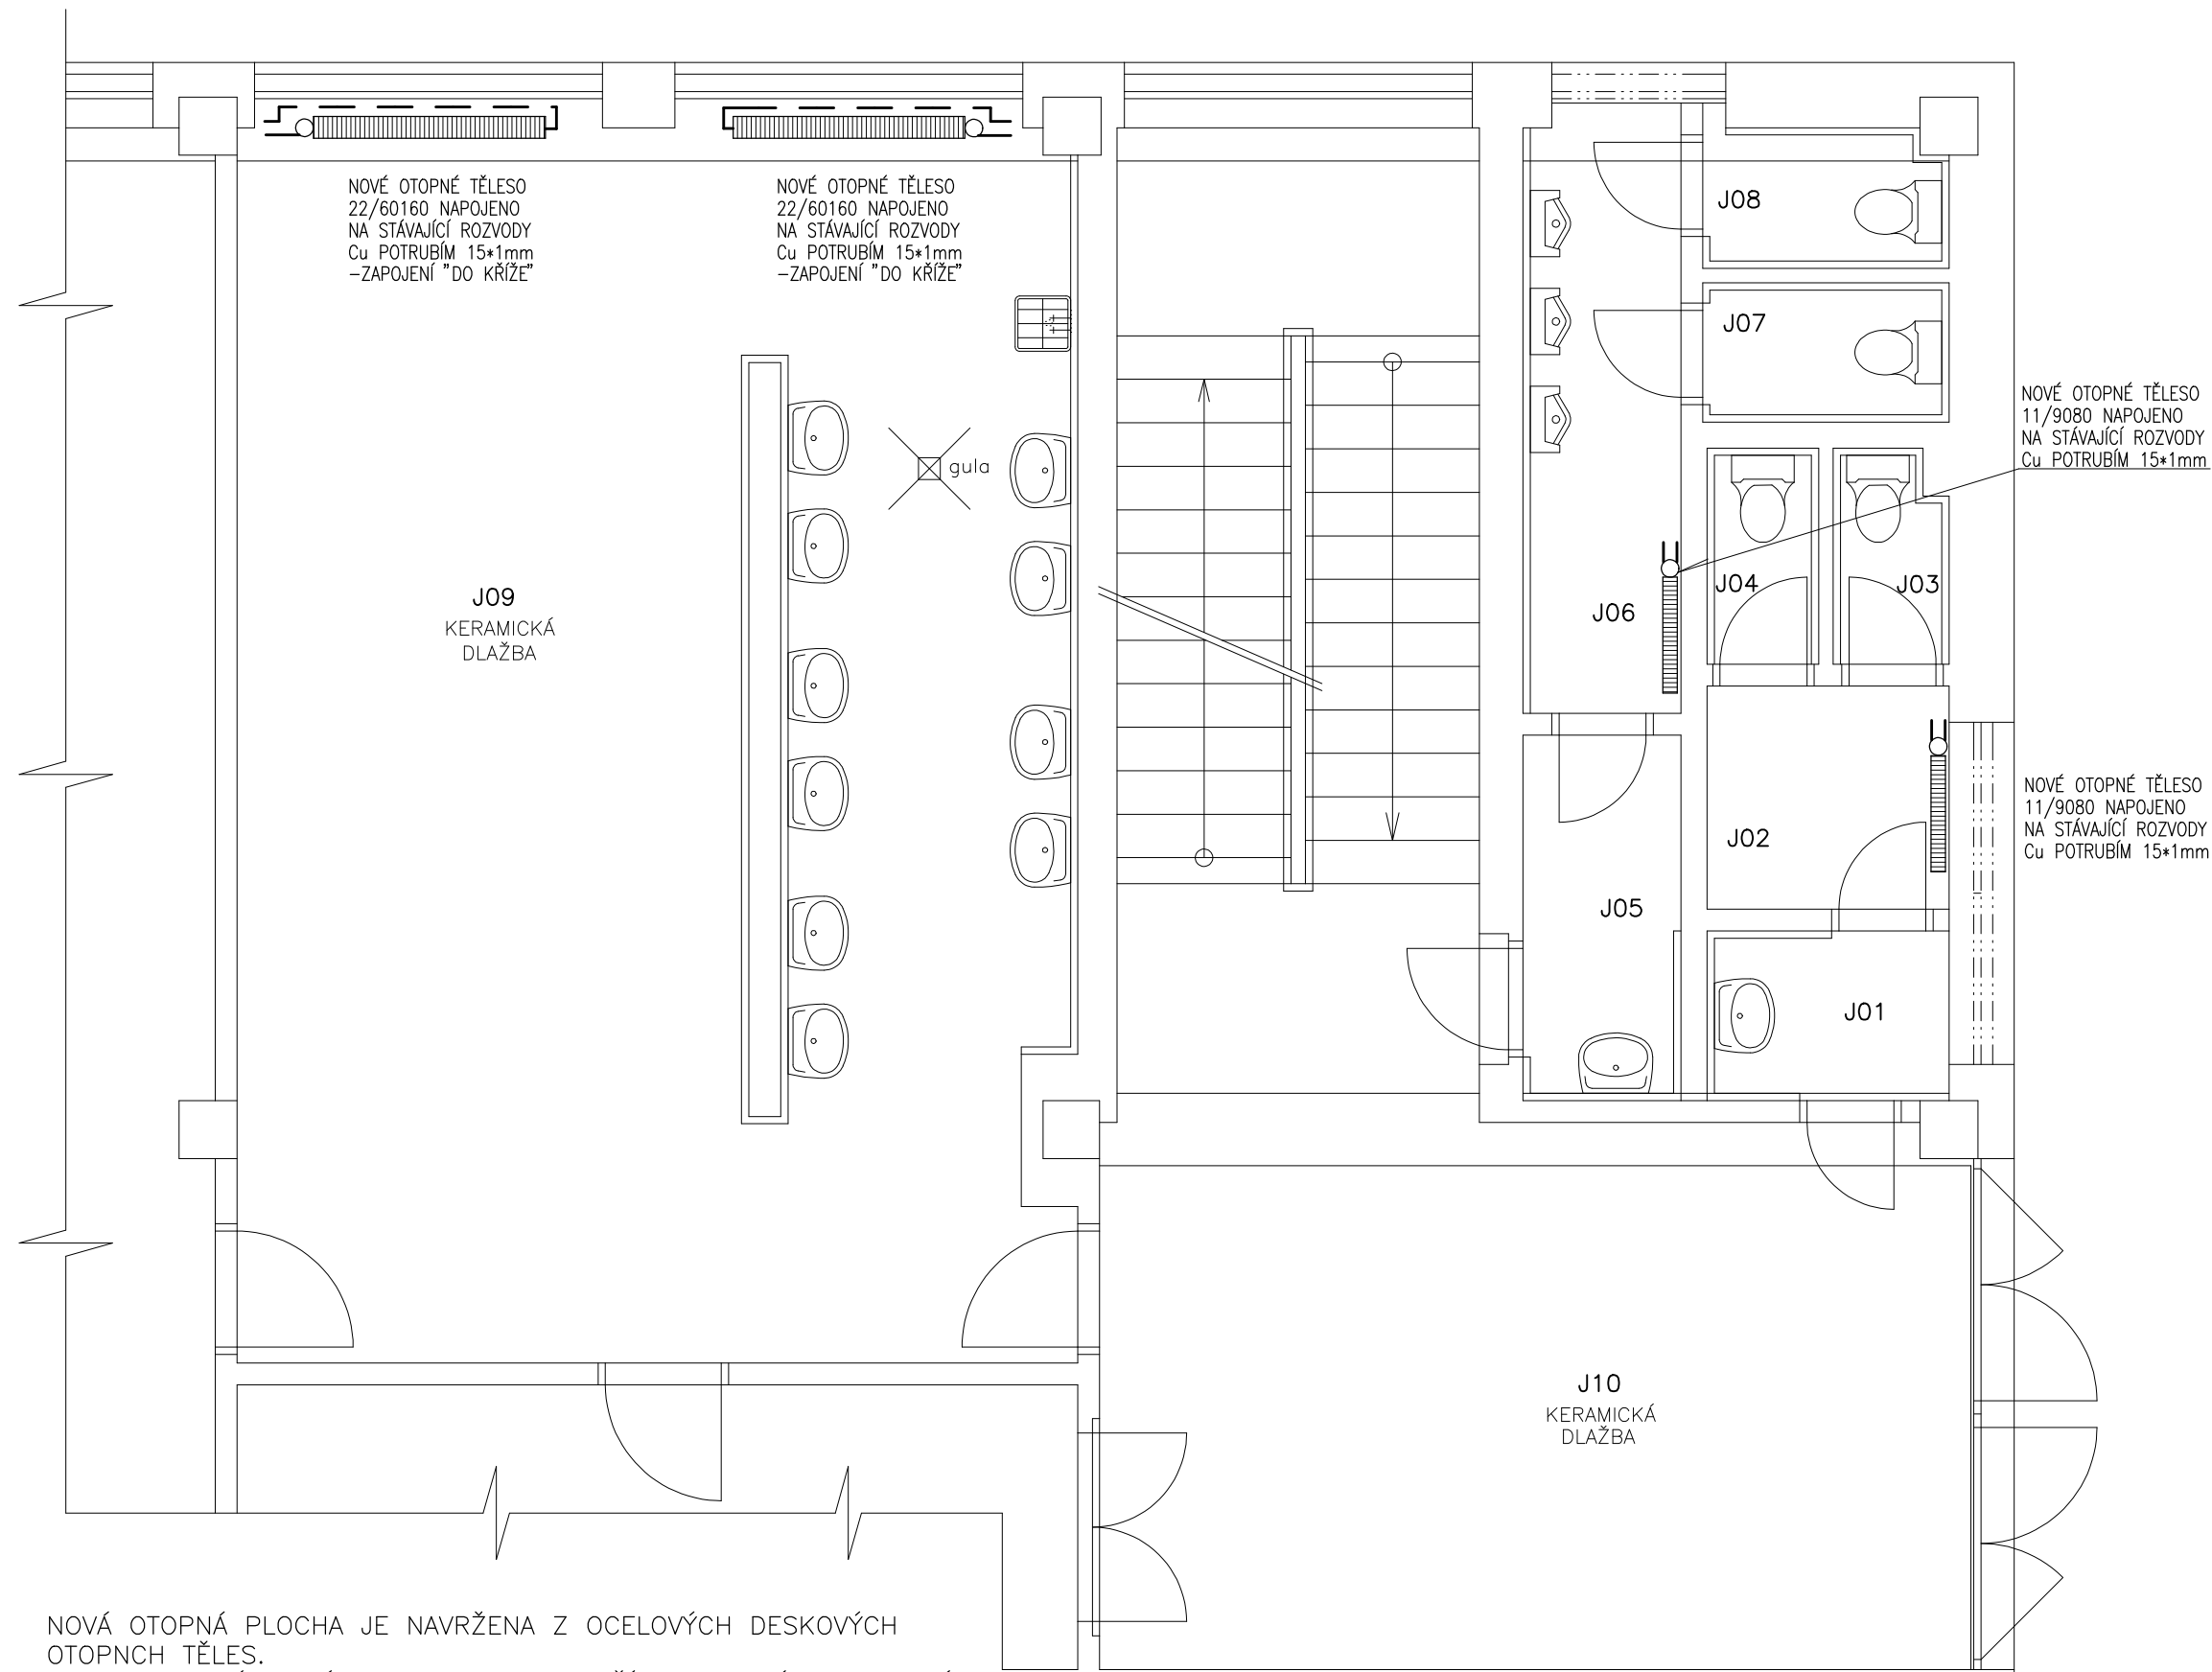 NOVÉ OTOPNÉ TĚLESO
22/60160 NAPOJENO
NA STÁVAJÍCÍ ROZVODY
Cu POTRUBÍM 15*1mm
-ZAPOJENÍ "DO KŘÍŽE"
NOVÉ OTOPNÉ TĚLESO
22/60160 NAPOJENO
NA STÁVAJÍCÍ ROZVODY
Cu POTRUBÍM 15*1mm
-ZAPOJENÍ "DO KŘÍŽE"
J08
J07
NOVÉ OTOPNÉ TĚLESO
11/9080 NAPOJENO
NA STÁVAJÍCÍ ROZVODY
Cu POTRUBÍM 15*1mm
gula
J09
KERAMICKÁ
DLAŽBA
J06
J04
J03
NOVÉ OTOPNÉ TĚLESO
11/9080 NAPOJENO
NA STÁVAJÍCÍ ROZVODY
Cu POTRUBÍM 15*1mm
J02
J05
J01
J10
KERAMICKÁ
DLAŽBA
NOVÁ OTOPNÁ PLOCHA JE NAVRŽENA Z OCELOVÝCH DESKOVÝCH
OTOPNCH TĚLES.